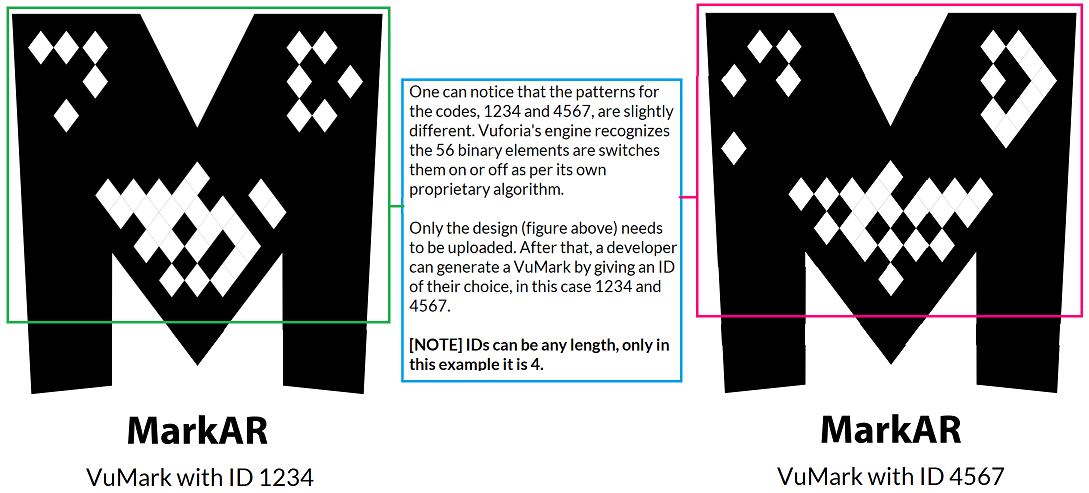 One can notice that the patterns for
the codes, 1234 and 4567, are slightly
different. Vuforia's engine recognizes
the 56 binary elements are switches
them on or off as per its own
proprietary algorithm.
Only the design (figure above) needs
to be uploaded. After that, a developer
can generate a VuMark by giving an ID
of their choice, in this case 1234 and
4567.
[NOTE] IDs can be any length, only in
this example it is 4.
MarkAR
VuMark with ID 1234
MarkAR
VuMark with ID 4567